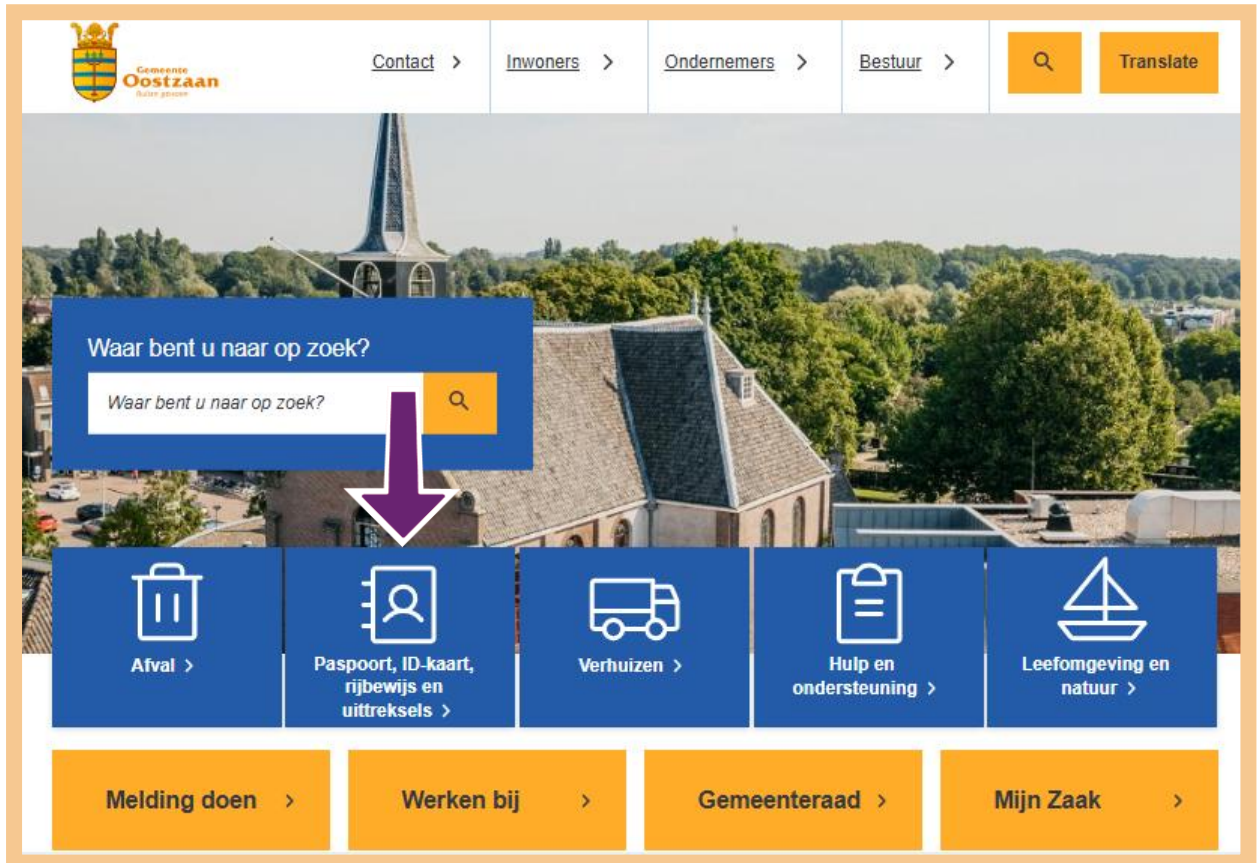 Gemeente
Oostzaan
Contact >
Inwoners >
Ondernemers >
Bestuur >
Translate
Waar bent u naar op zoek?
Waar bent u naar op zoek?
Afval >
Paspoort, ID-kaart,
rijbewijs en
uittreksels >
Verhuizen >
Hulp en
ondersteuning >
Leefomgeving en
natuur >
Melding doen >
Werken bij >
Gemeenteraad >
Mijn Zaak >